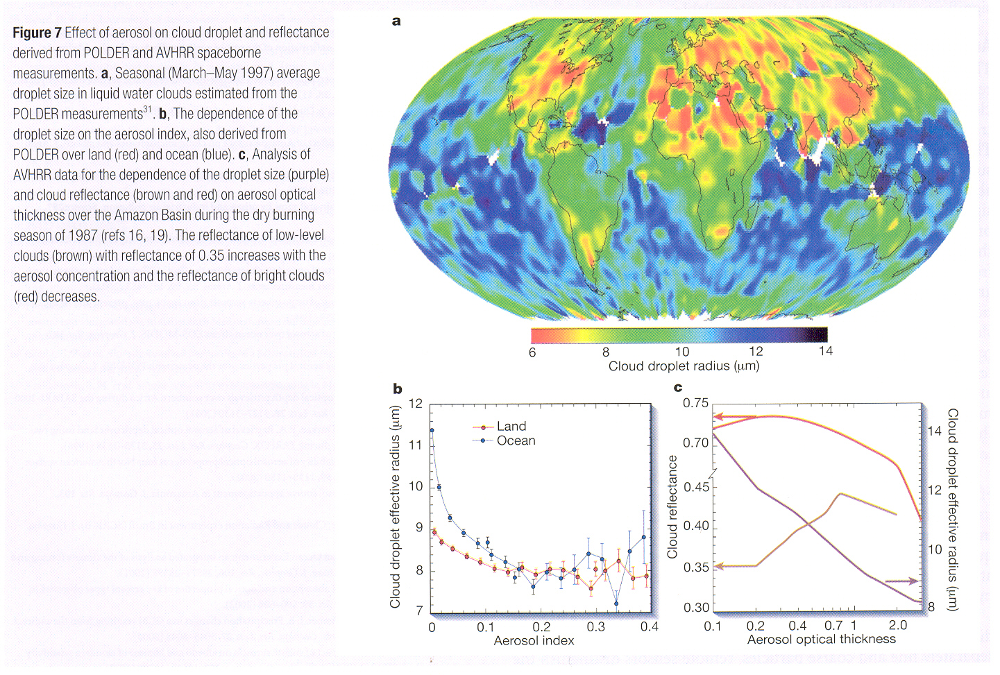 Figure 7 Effect of aerosol on cloud droplet and reflectance
derived from POLDER and AVHRR spaceborne
measurements. a, Seasonal (March–May 1997) average
droplet size in liquid water clouds estimated from the
POLDER measurements31. b, The dependence of the
droplet size on the aerosol index, also derived from
POLDER over land (red) and ocean (blue). c, Analysis of
AVHRR data for the dependence of the droplet size (purple)
and cloud reflectance (brown and red) on aerosol optical
thickness over the Amazon Basin during the dry burning
season of 1987 (refs 16, 19). The reflectance of low-level
clouds (brown) with reflectance of 0.35 increases with the
aerosol concentration and the reflectance of bright clouds
(red) decreases.
a
6 8 10 12 14
Cloud droplet radius (μm)
b
Cloud droplet effective radius (μm)
12
11
10
9
8
7
Land
Ocean
0 0.1 0.2 0.3 0.4
Aerosol index
c
Cloud reflectance
0.75
0.70
0.45
0.40
0.35
0.30
14
12
10
8
Cloud droplet effective radius (μm)
0.1 0.2 0.4 0.7 1 2.0
Aerosol optical thickness